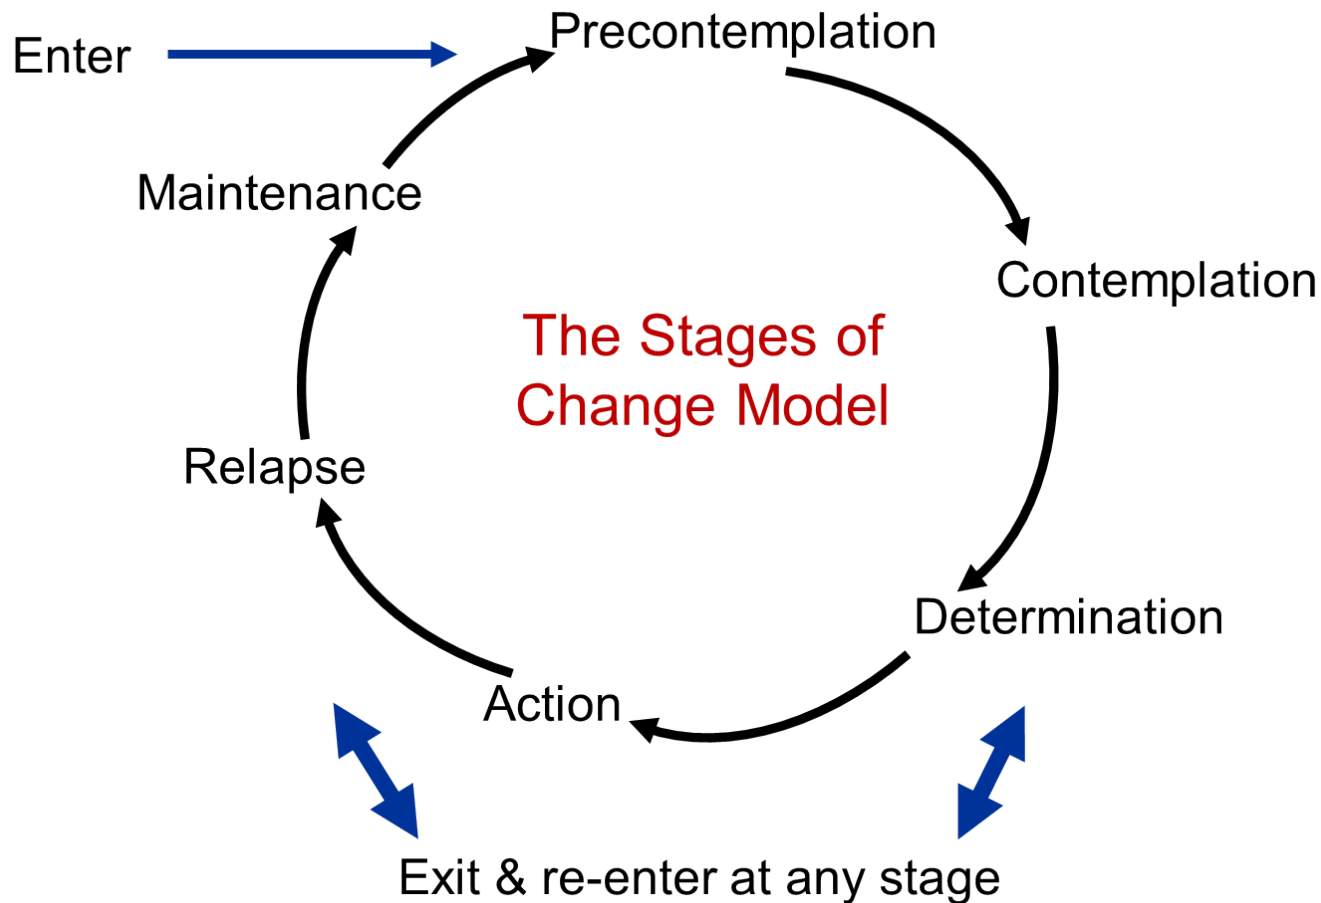 Precontemplation
Enter
Maintenance
Contemplation
The Stages of
Change Model
Relapse
Determination
Action
Exit & re-enter at any stage